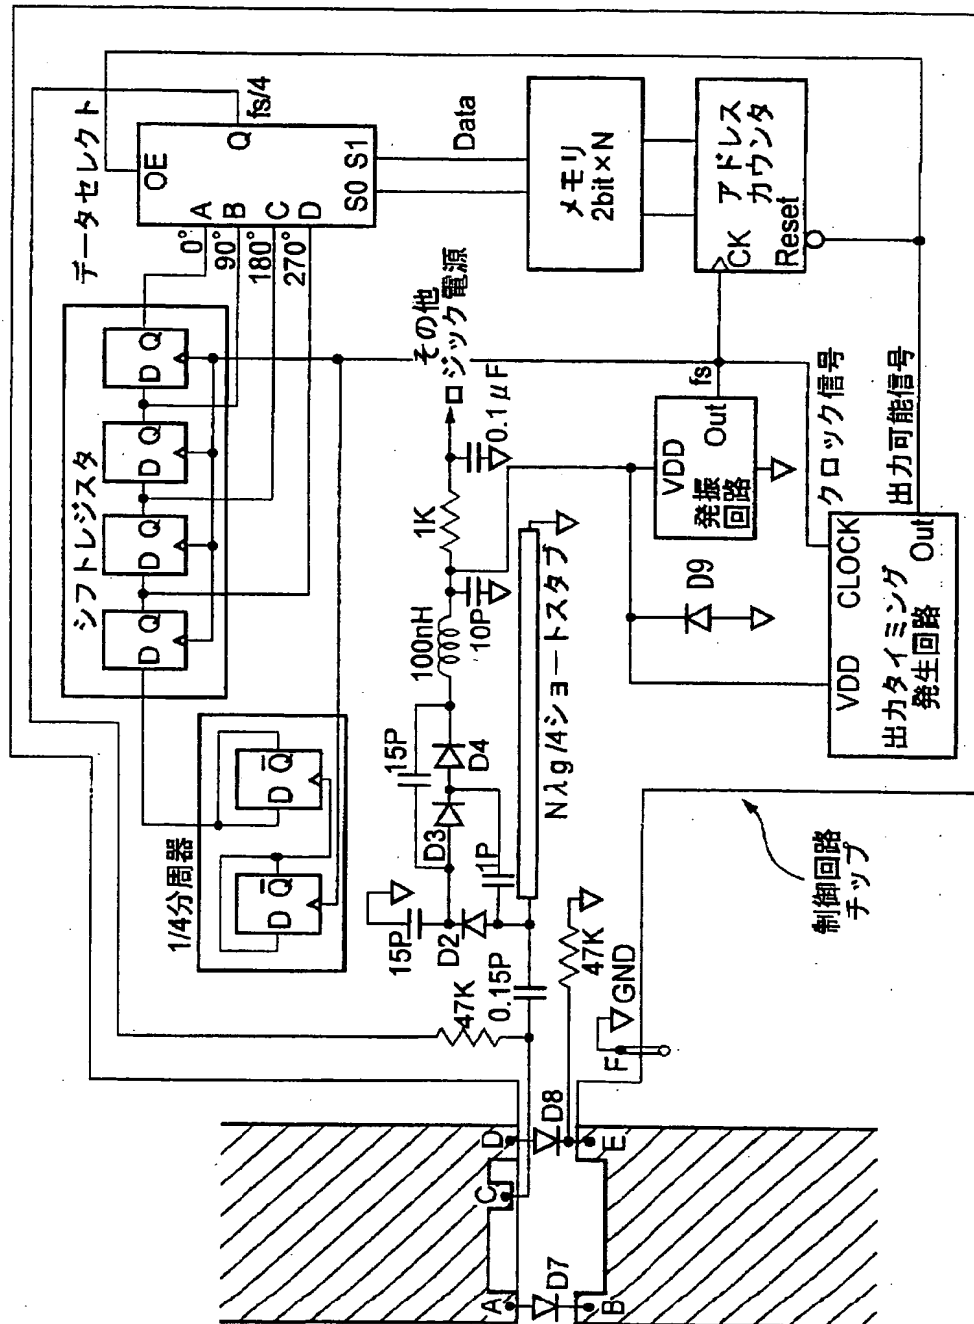 データセレクト
OE
A
B
C
D
Q
S0 S1
0°
90°
180°
270°
fs/4
Data
メモリ
2bit×N
アドレス
カウンタ
CK
Reset
シフトレジスタ
D Q
D Q
D Q
D Q
1/4分周器
D Q̅
D Q̅
その他
ロジック電源
0.1μF
1K
10P
100nH
15P
D4
D3
1P
15P
D2
0.15P
47K
Nλg/4ショートスタブ
47K
GND
F
fs
Out
VDD
発振
回路
D9
クロック信号
出力可能信号
VDD
CLOCK
Out
出力タイミング
発生回路
制御回路
チップ
A
B
C
D
E
D7
D8